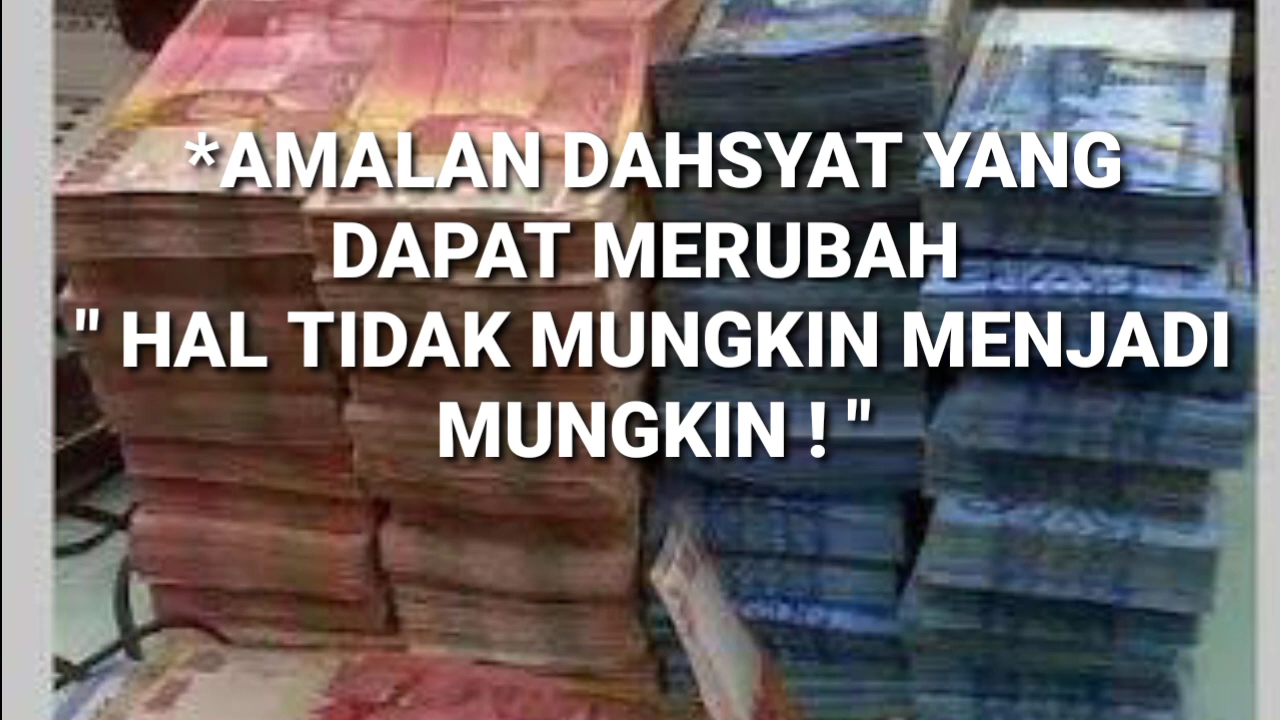 *AMALAN DAHSYAT YANG
DAPAT MERUBAH
" HAL TIDAK MUNGKIN MENJADI
MUNGKIN ! "